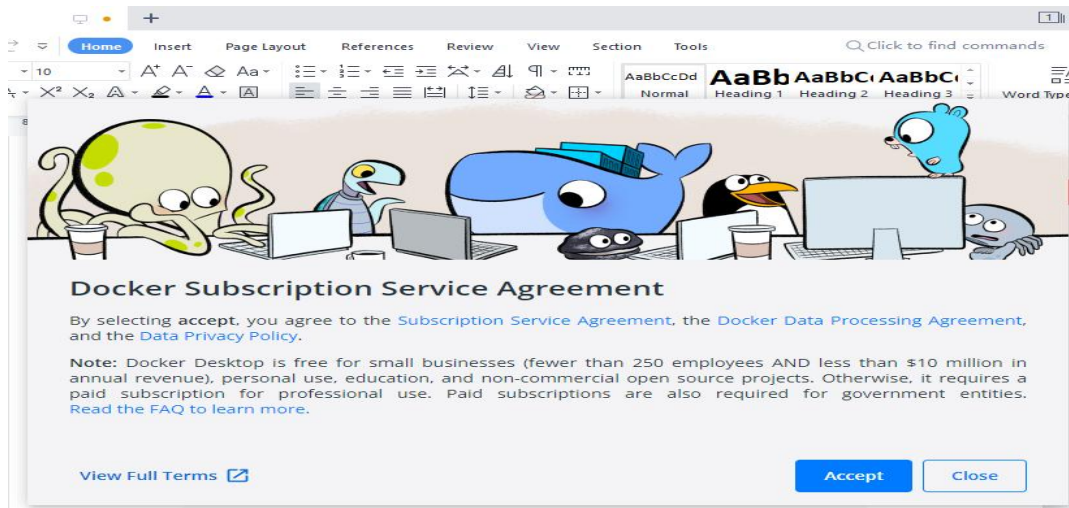 Home Insert Page Layout References Review View Section Tools Click to find commands
10 A+ A- Aa
X² X₂ A A A AaBbCcDd AaBb AaBbC AaBbC
Normal Heading 1 Heading 2 Heading 3 Word Type
8
Docker Subscription Service Agreement
By selecting accept, you agree to the Subscription Service Agreement, the Docker Data Processing Agreement,
and the Data Privacy Policy.
Note: Docker Desktop is free for small businesses (fewer than 250 employees AND less than $10 million in
annual revenue), personal use, education, and non-commercial open source projects. Otherwise, it requires a
paid subscription for professional use. Paid subscriptions are also required for government entities.
Read the FAQ to learn more.
View Full Terms Accept Close